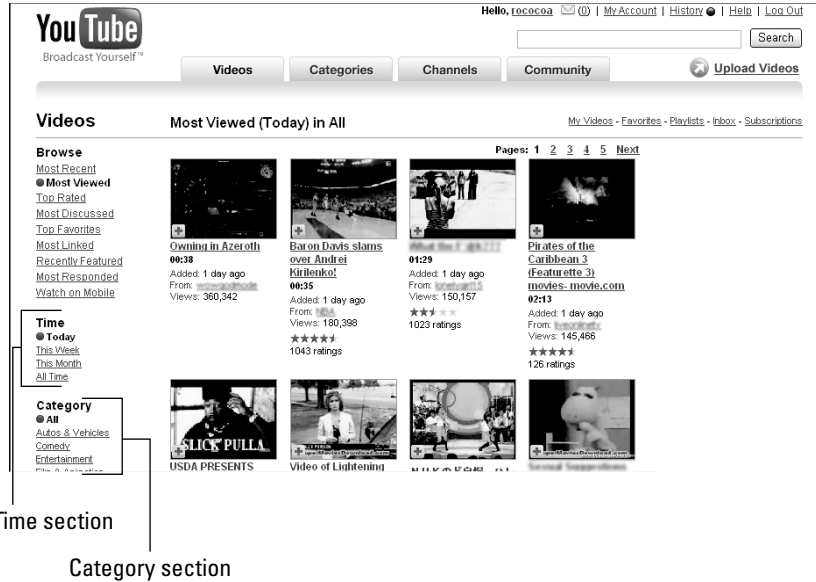 Hello, rococoa (0) | My Account | History | Help | Log Out
You Tube
Broadcast Yourself™
Search
Videos Categories Channels Community Upload Videos
Videos
Most Viewed (Today) in All
My Videos - Favorites - Playlists - Inbox - Subscriptions
Browse
Most Recent
Most Viewed
Top Rated
Most Discussed
Top Favorites
Most Linked
Recently Featured
Most Responded
Watch on Mobile
Time
Today
This Week
This Month
All Time
Category
All
Autos & Vehicles
Comedy
Entertainment
Film & Animation
Pages: 1 2 3 4 5 Next
Owning in Azeroth
00:38
Added: 1 day ago
From:
Views: 360,342
Baron Davis slams
over Andrei
Kirilenko!
00:35
Added: 1 day ago
From: NBA
Views: 180,398
1043 ratings
01:29
Added: 1 day ago
From:
Views: 150,157
1023 ratings
Pirates of the
Caribbean 3
(Featurette 3)
movies- movie.com
02:13
Added: 1 day ago
From:
Views: 145,466
126 ratings
SLICK PULLA
USDA PRESENTS
Video of Lightening
Time section
Category section